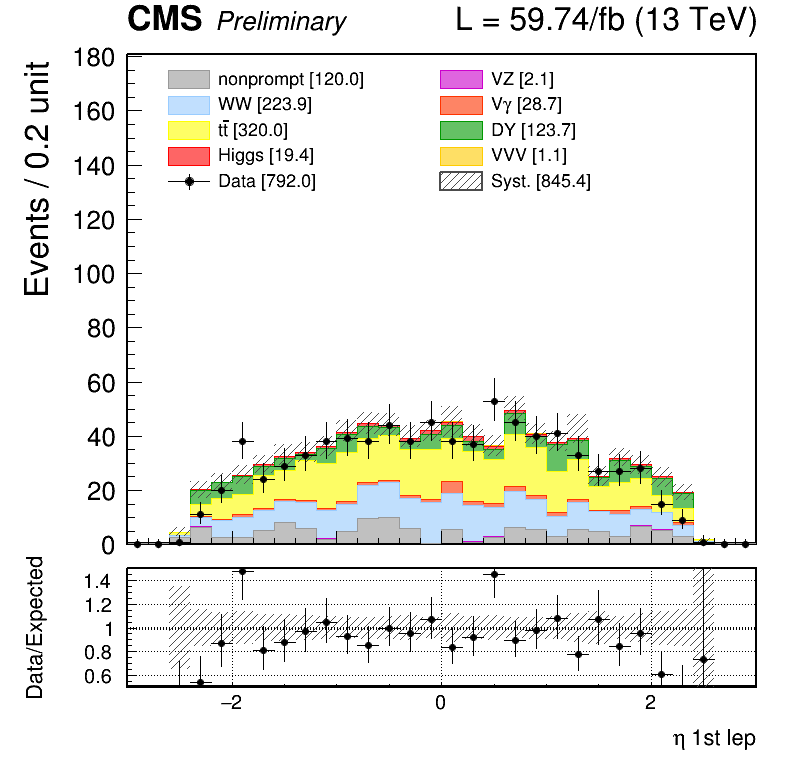 CMS Preliminary L = 59.74/fb (13 TeV)
Events / 0.2 unit
180
160
140
120
100
80
60
40
20
0
nonprompt [120.0]
WW [223.9]
tt̄ [320.0]
Higgs [19.4]
Data [792.0]
VZ [2.1]
Vγ [28.7]
DY [123.7]
VVV [1.1]
Syst. [845.4]
Data/Expected
1.4
1.2
1
0.8
0.6
−2 0 2
η 1st lep